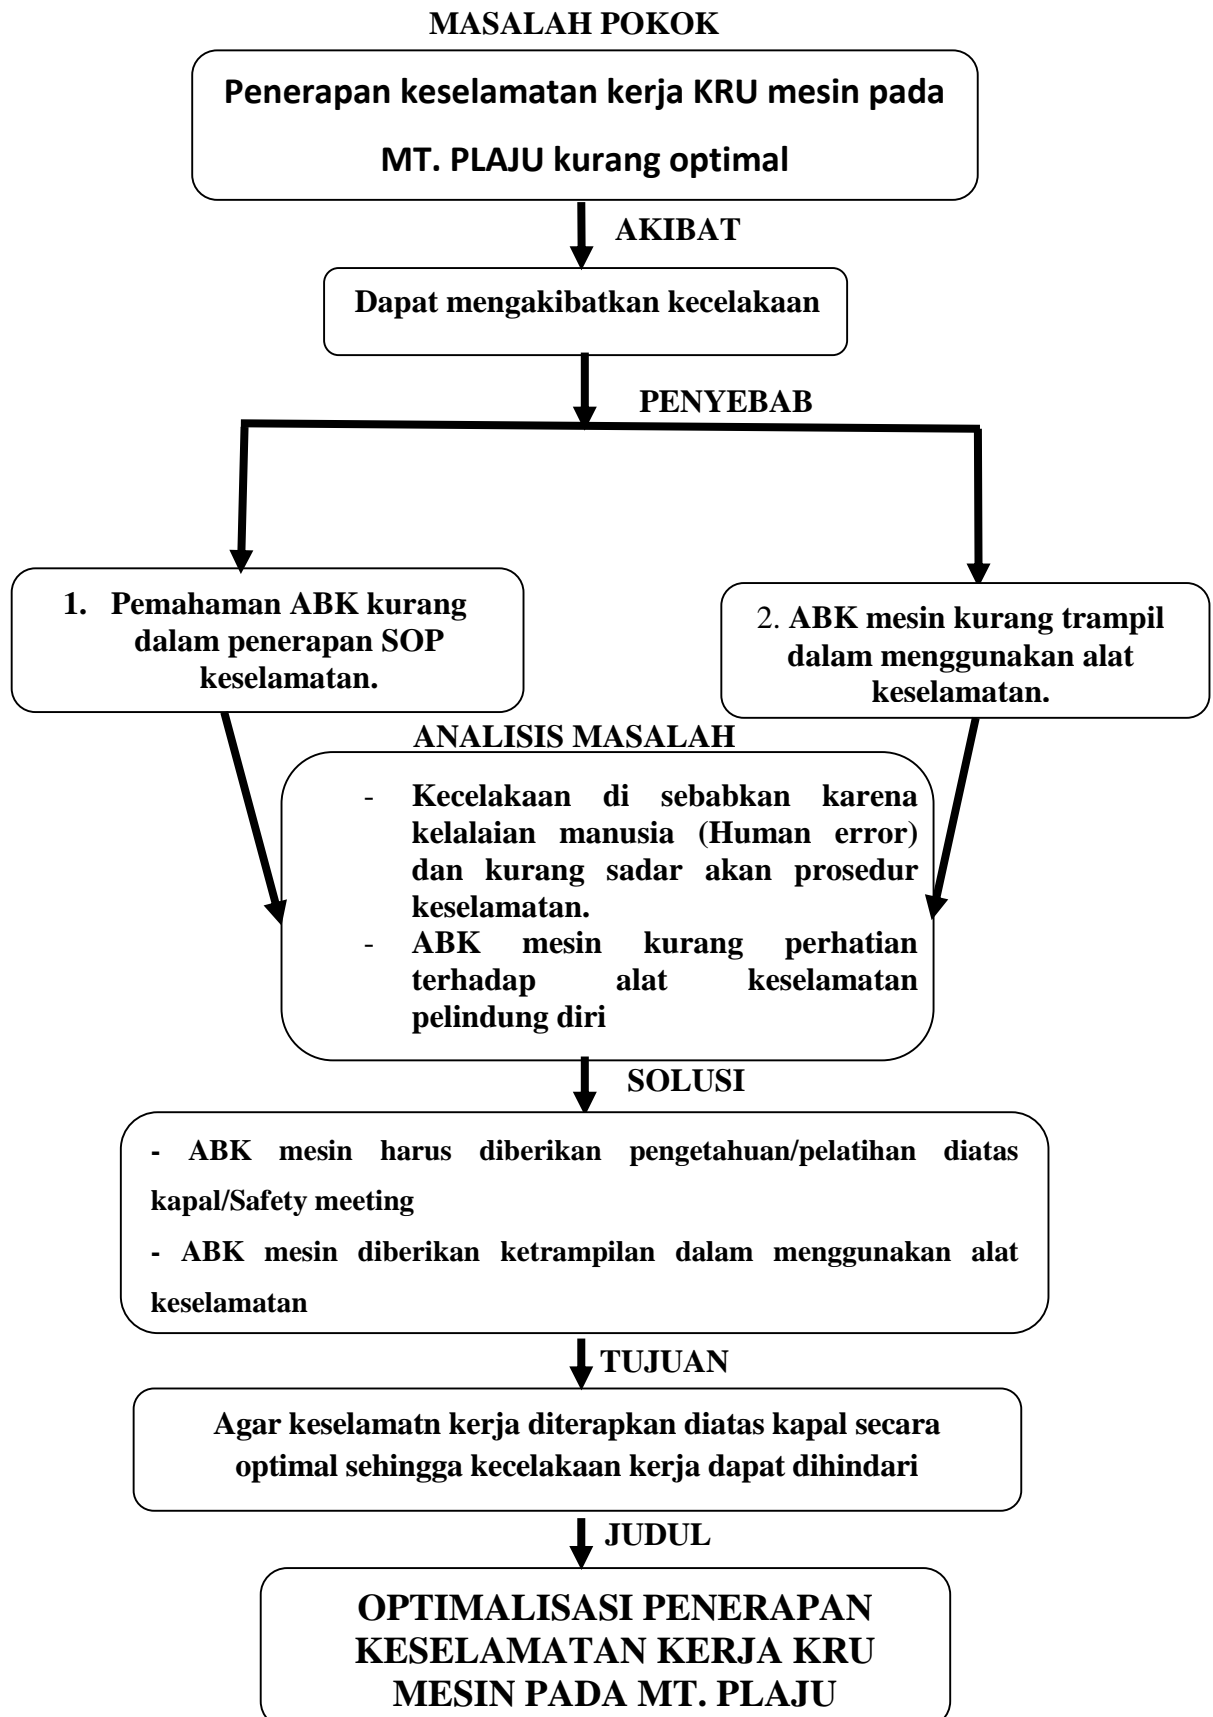 MASALAH POKOK
Penerapan keselamatan kerja KRU mesin pada
MT. PLAJU kurang optimal
AKIBAT
Dapat mengakibatkan kecelakaan
PENYEBAB
1. Pemahaman ABK kurang
dalam penerapan SOP
keselamatan.
2. ABK mesin kurang trampil
dalam menggunakan alat
keselamatan.
ANALISIS MASALAH
- Kecelakaan di sebabkan karena
kelalaian manusia (Human error)
dan kurang sadar akan prosedur
keselamatan.
- ABK mesin kurang perhatian
terhadap alat keselamatan
pelindung diri
SOLUSI
- ABK mesin harus diberikan pengetahuan/pelatihan diatas
kapal/Safety meeting
- ABK mesin diberikan ketrampilan dalam menggunakan alat
keselamatan
TUJUAN
Agar keselamatn kerja diterapkan diatas kapal secara
optimal sehingga kecelakaan kerja dapat dihindari
JUDUL
OPTIMALISASI PENERAPAN
KESELAMATAN KERJA KRU
MESIN PADA MT. PLAJU